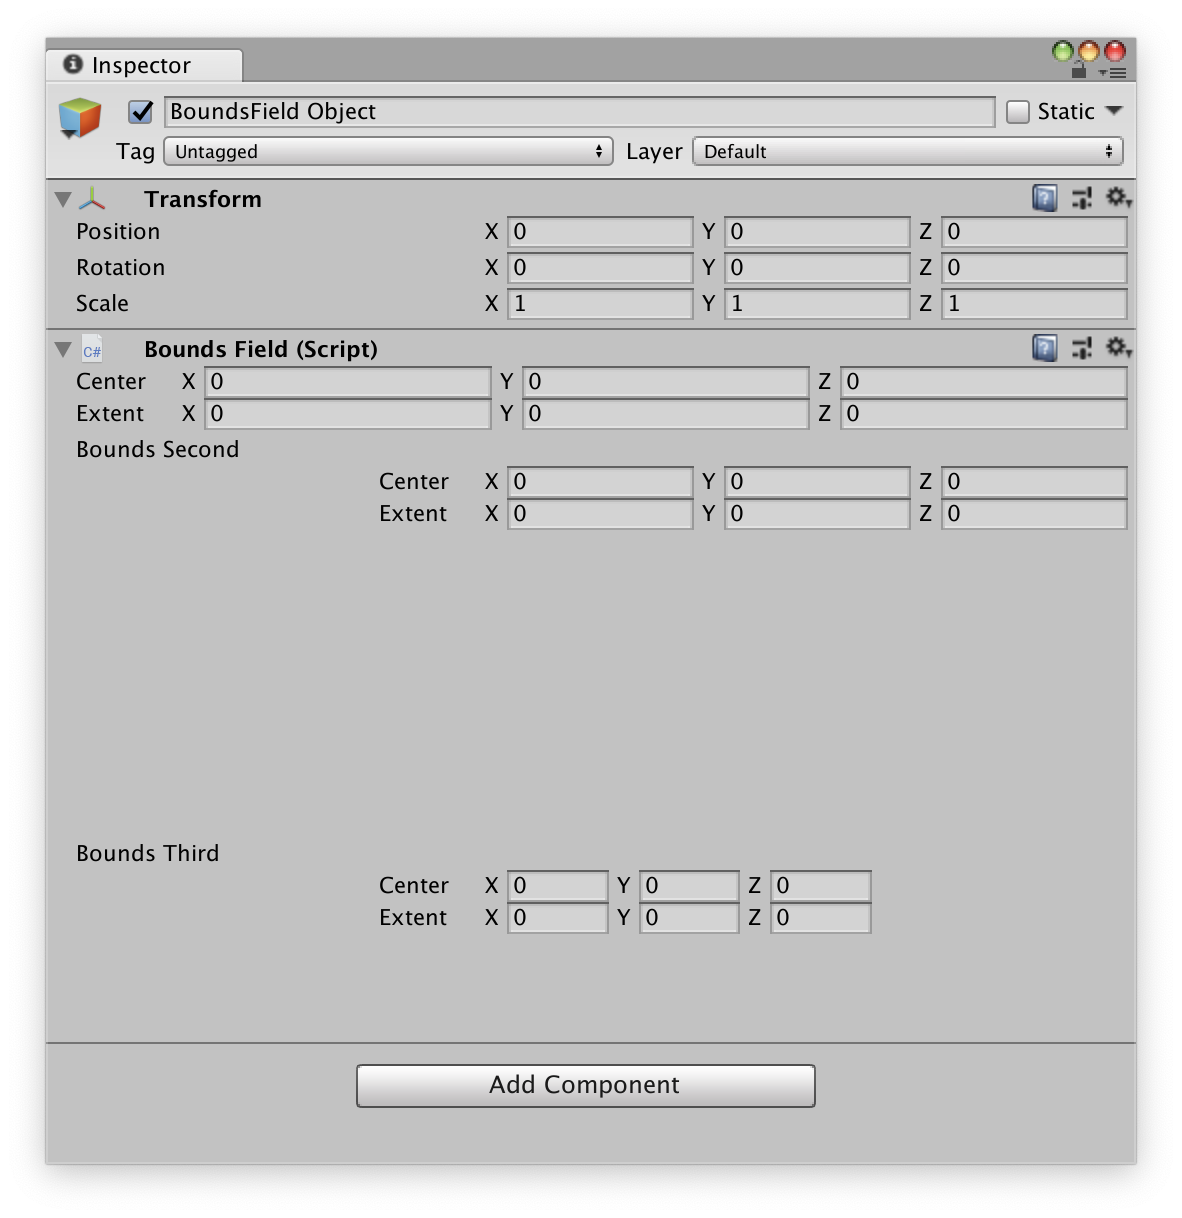 Inspector
BoundsField Object Static
Tag Untagged Layer Default
Transform
Position X 0 Y 0 Z 0
Rotation X 0 Y 0 Z 0
Scale X 1 Y 1 Z 1
C# Bounds Field (Script)
Center X 0 Y 0 Z 0
Extent X 0 Y 0 Z 0
Bounds Second
Center X 0 Y 0 Z 0
Extent X 0 Y 0 Z 0
Bounds Third
Center X 0 Y 0 Z 0
Extent X 0 Y 0 Z 0
Add Component